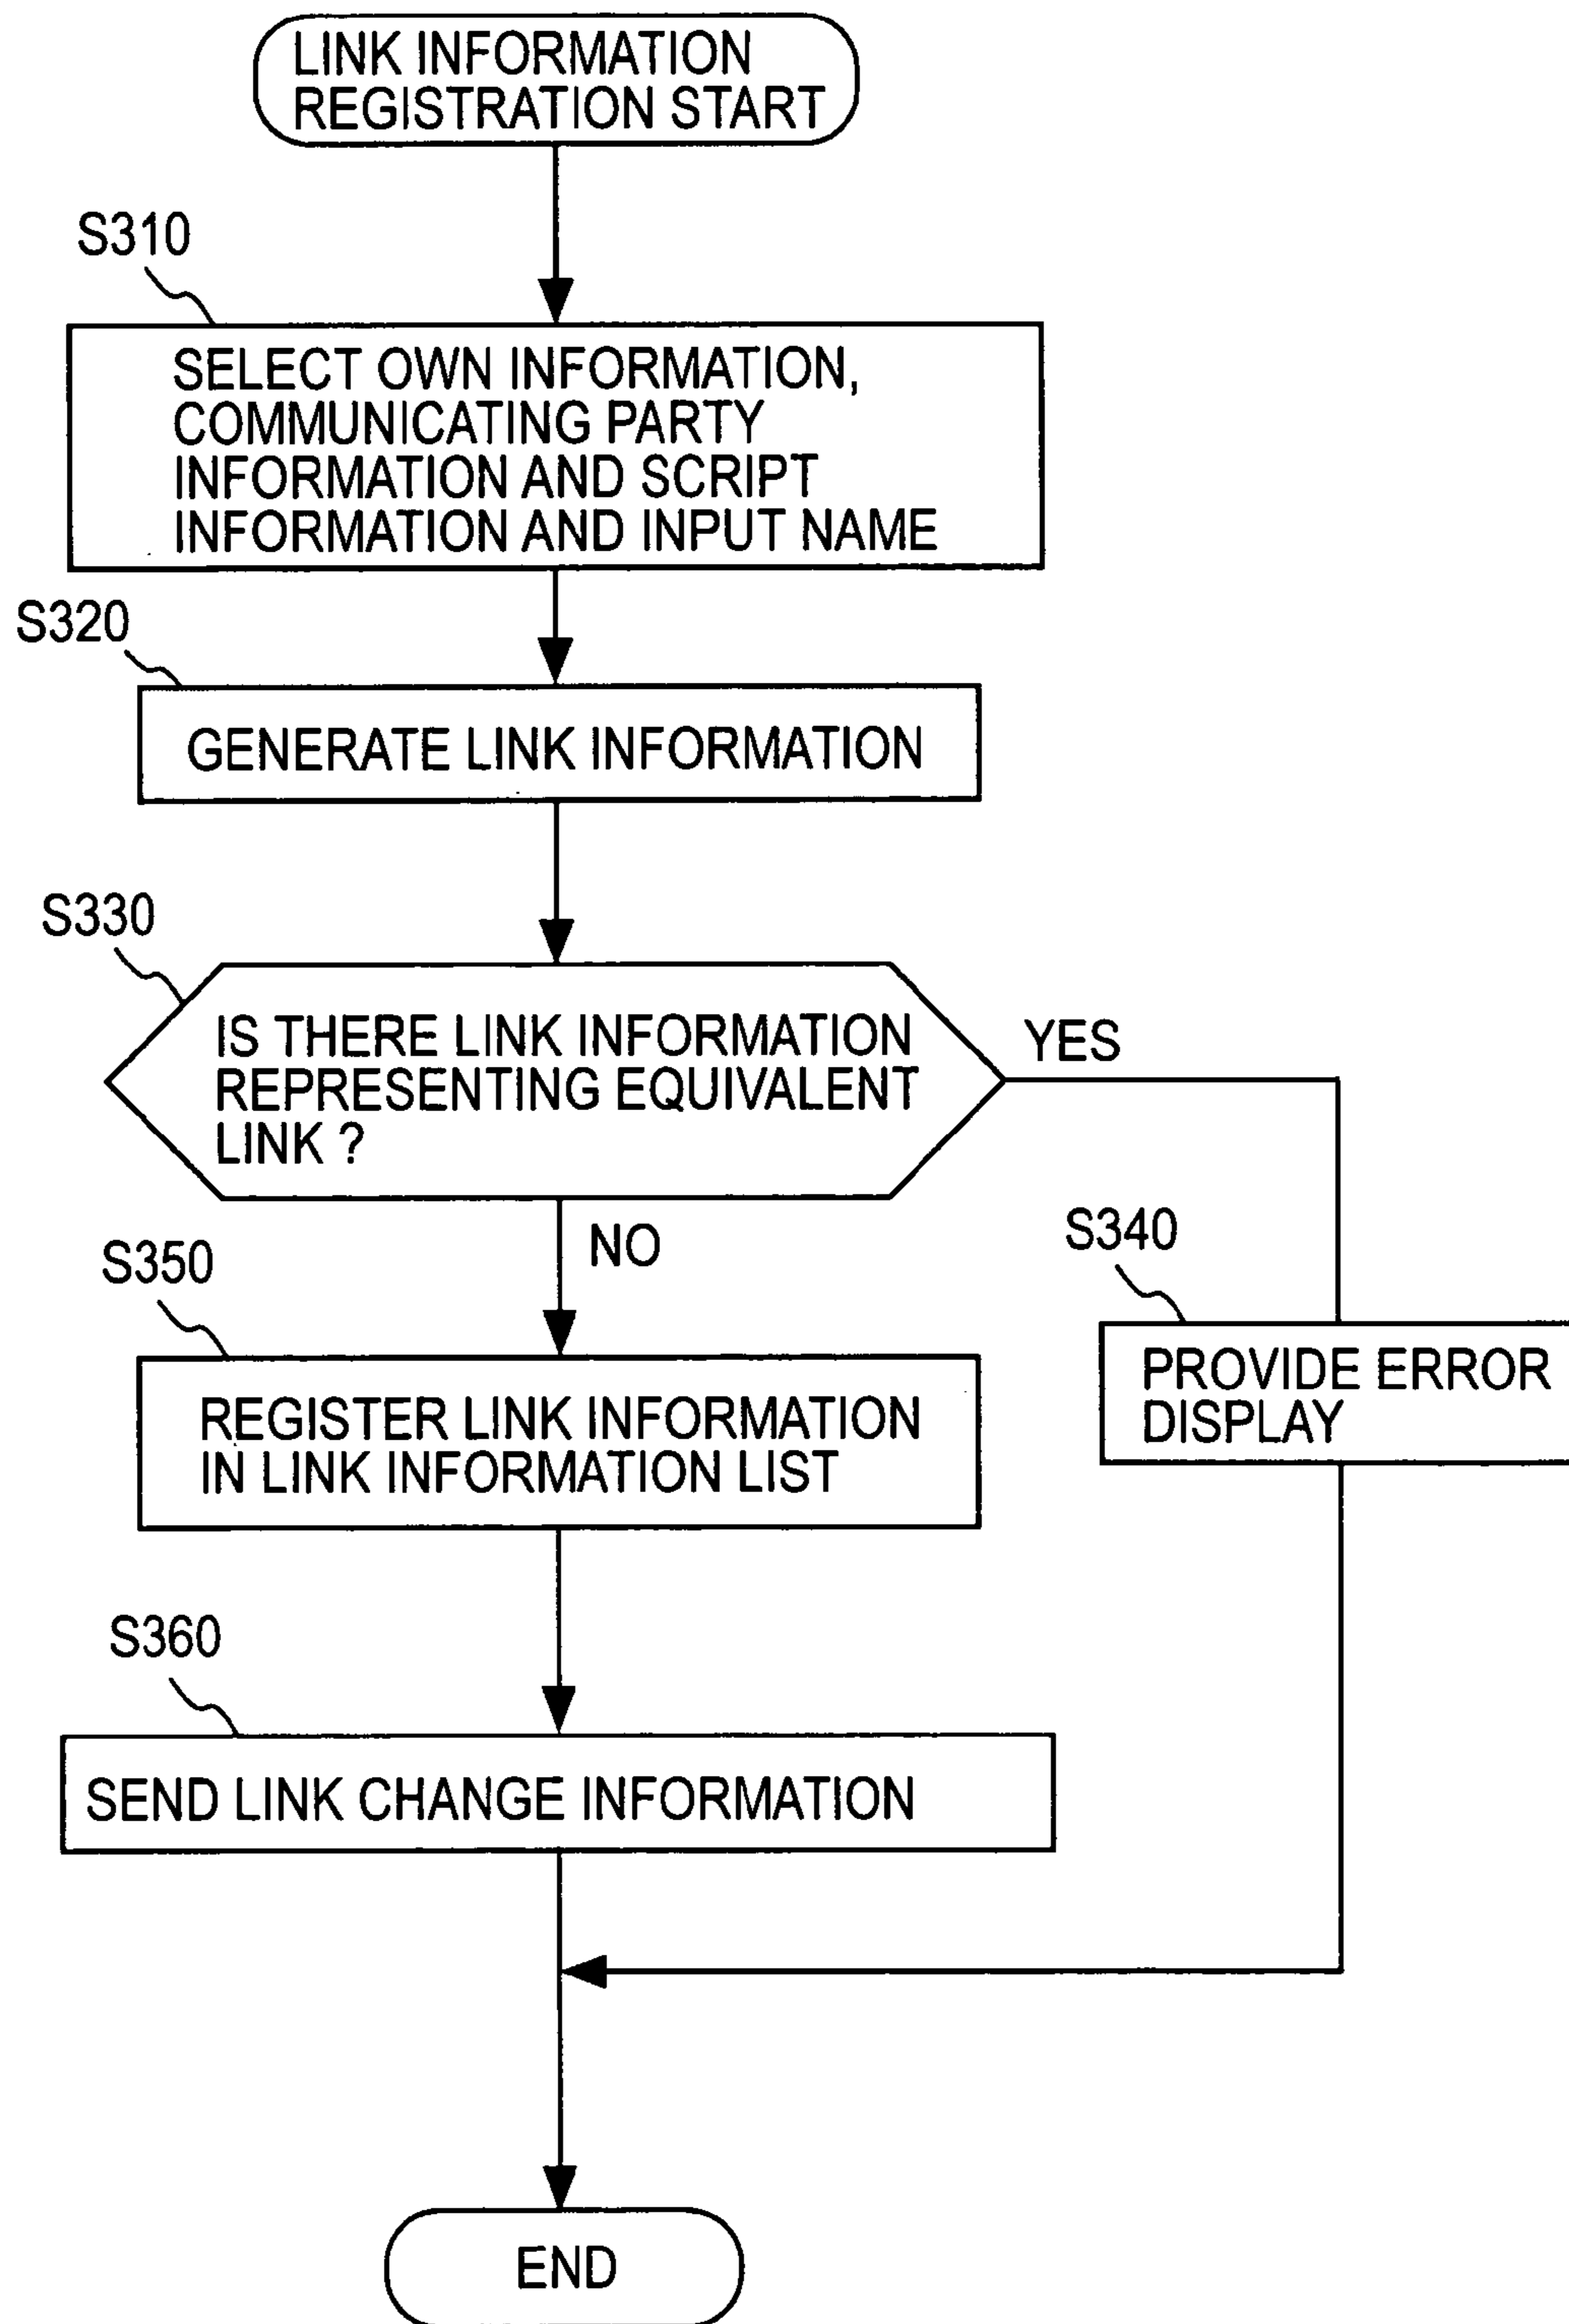 LINK INFORMATION
REGISTRATION START
S310
SELECT OWN INFORMATION,
COMMUNICATING PARTY
INFORMATION AND SCRIPT
INFORMATION AND INPUT NAME
S320
GENERATE LINK INFORMATION
S330
IS THERE LINK INFORMATION
REPRESENTING EQUIVALENT
LINK ?
YES
NO
S340
PROVIDE ERROR
DISPLAY
S350
REGISTER LINK INFORMATION
IN LINK INFORMATION LIST
S360
SEND LINK CHANGE INFORMATION
END